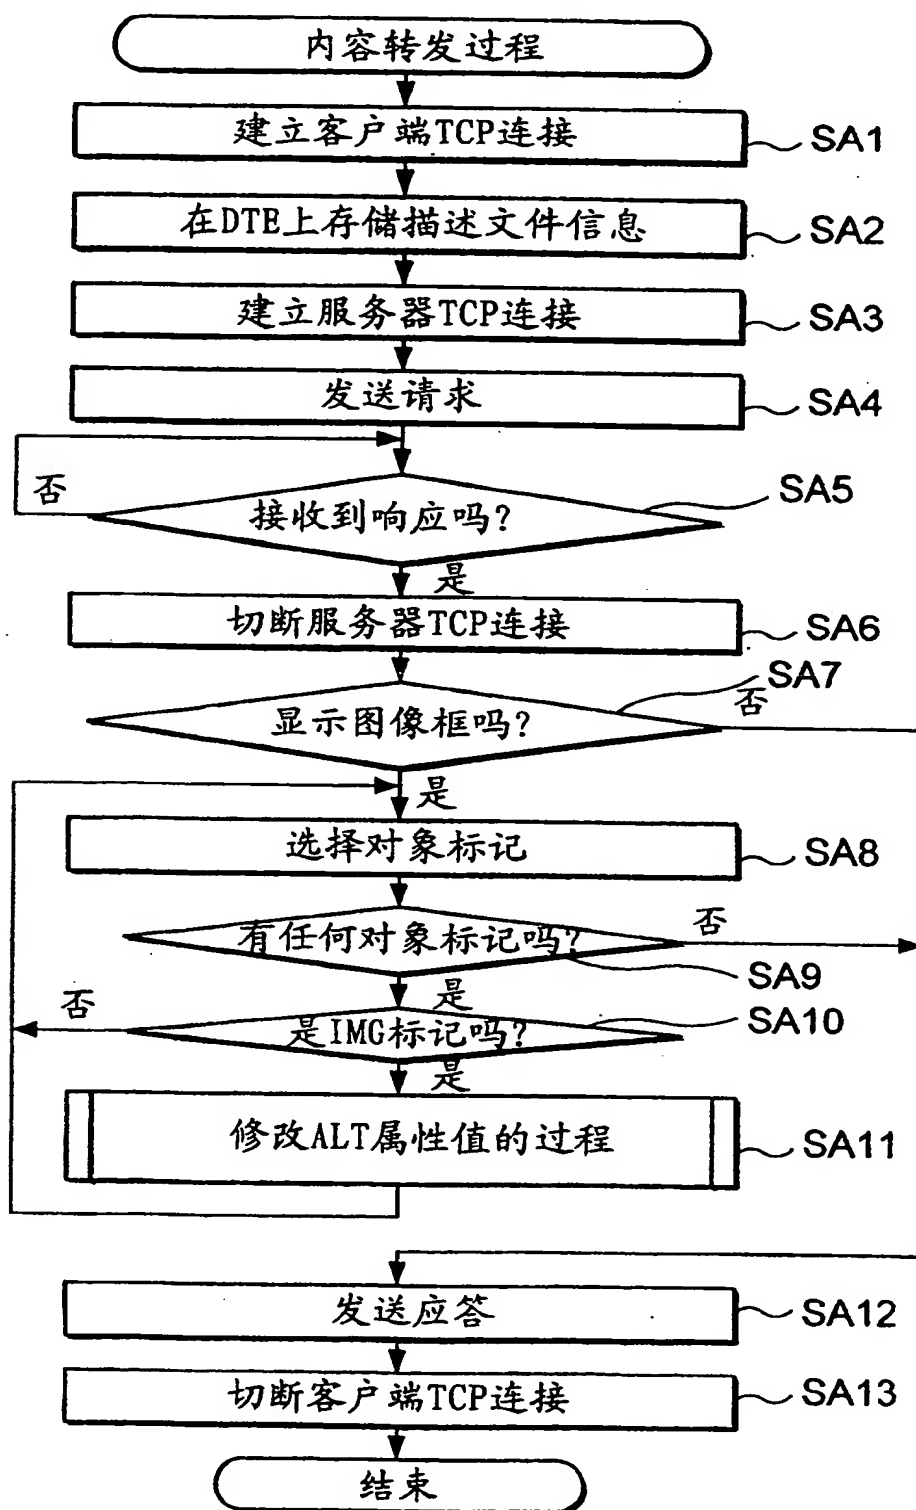 内容转发过程
建立客户端TCP连接
SA1
在DTE上存储描述文件信息
SA2
建立服务器TCP连接
SA3
发送请求
SA4
否
接收到响应吗?
SA5
是
切断服务器TCP连接
SA6
SA7
显示图像框吗?
否
是
选择对象标记
SA8
有任何对象标记吗?
否
SA9
是
否
是IMG标记吗?
SA10
是
修改ALT属性值的过程
SA11
发送应答
SA12
切断客户端TCP连接
SA13
结束